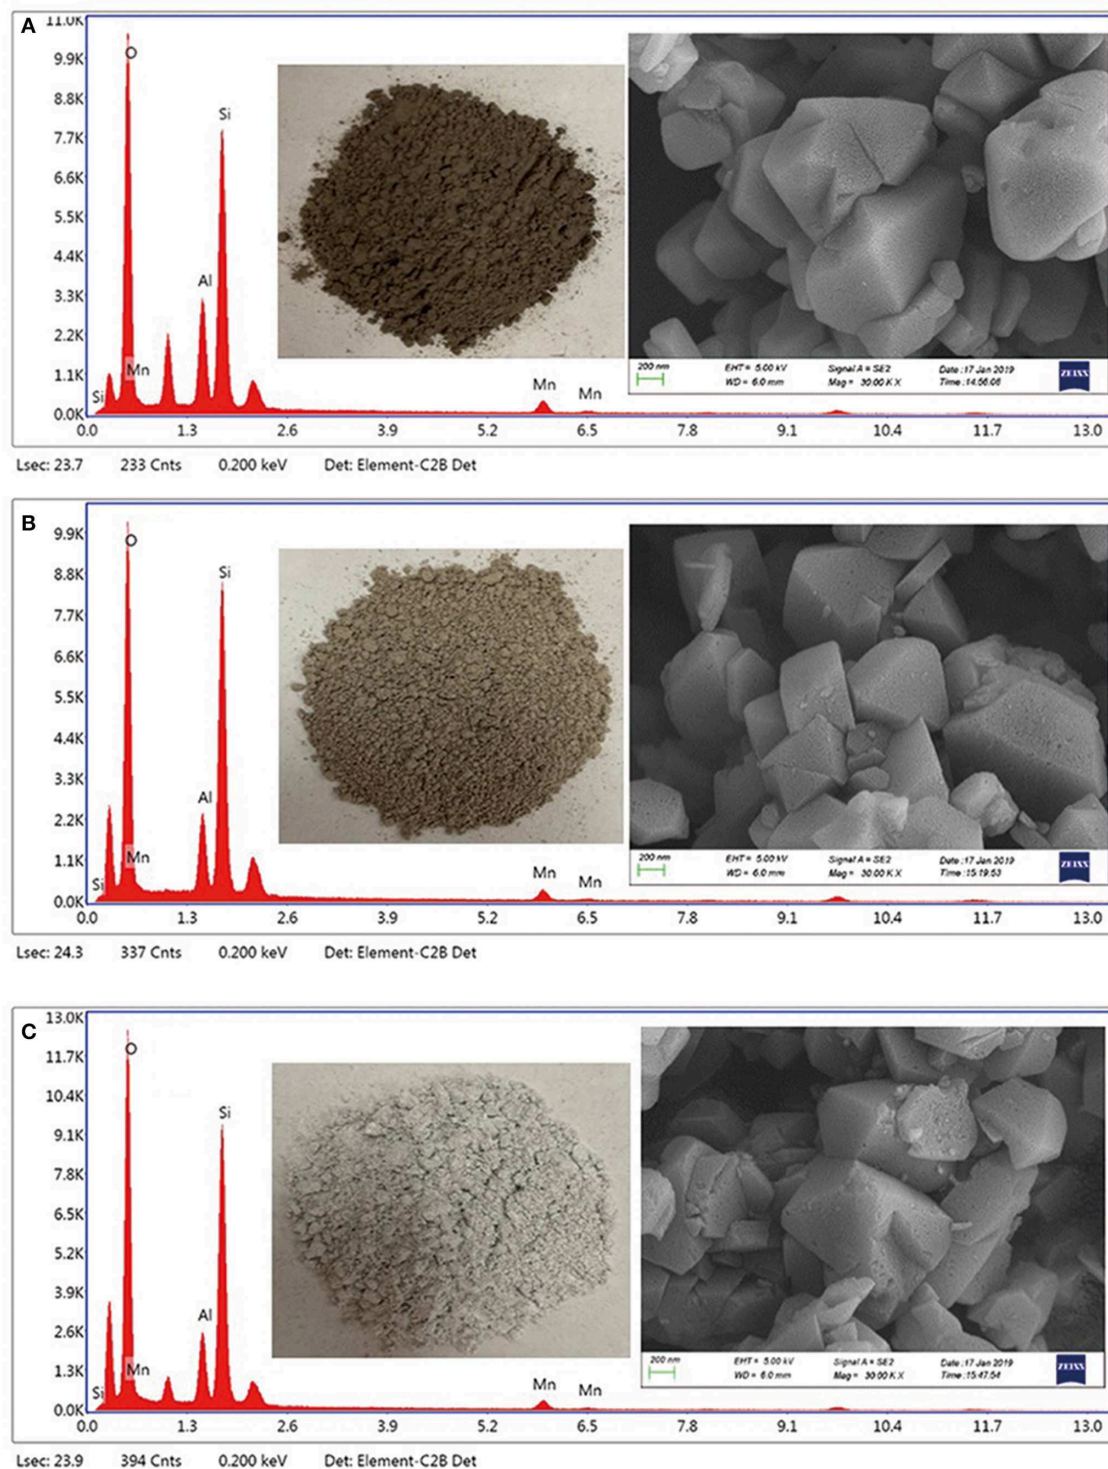 A
11.0K
9.9K
8.8K
7.7K
6.6K
5.5K
4.4K
3.3K
2.2K
1.1K
0.0K
O
Si
Al
Mn
Si
Mn
Mn
0.0 1.3 2.6 3.9 5.2 6.5 7.8 9.1 10.4 11.7 13.0
Lsec: 23.7 233 Cnts 0.200 keV Det: Element-C2B Det
200 nm EHT = 5.00 kV Signal A = SE2 Date :17 Jan 2019
WD = 6.0 mm Mag = 30.00 K X Time :14:56:06
ZEISS
B
9.9K
8.8K
7.7K
6.6K
5.5K
4.4K
3.3K
2.2K
1.1K
0.0K
O
Si
Al
Mn
Si
Mn
Mn
0.0 1.3 2.6 3.9 5.2 6.5 7.8 9.1 10.4 11.7 13.0
Lsec: 24.3 337 Cnts 0.200 keV Det: Element-C2B Det
200 nm EHT = 5.00 kV Signal A = SE2 Date :17 Jan 2019
WD = 6.0 mm Mag = 30.00 K X Time :15:19:53
ZEISS
C
13.0K
11.7K
10.4K
9.1K
7.8K
6.5K
5.2K
3.9K
2.6K
1.3K
0.0K
O
Si
Al
Mn
Si
Mn
Mn
0.0 1.3 2.6 3.9 5.2 6.5 7.8 9.1 10.4 11.7 13.0
Lsec: 23.9 394 Cnts 0.200 keV Det: Element-C2B Det
200 nm EHT = 5.00 kV Signal A = SE2 Date :17 Jan 2019
WD = 6.0 mm Mag = 30.00 K X Time :15:47:54
ZEISS